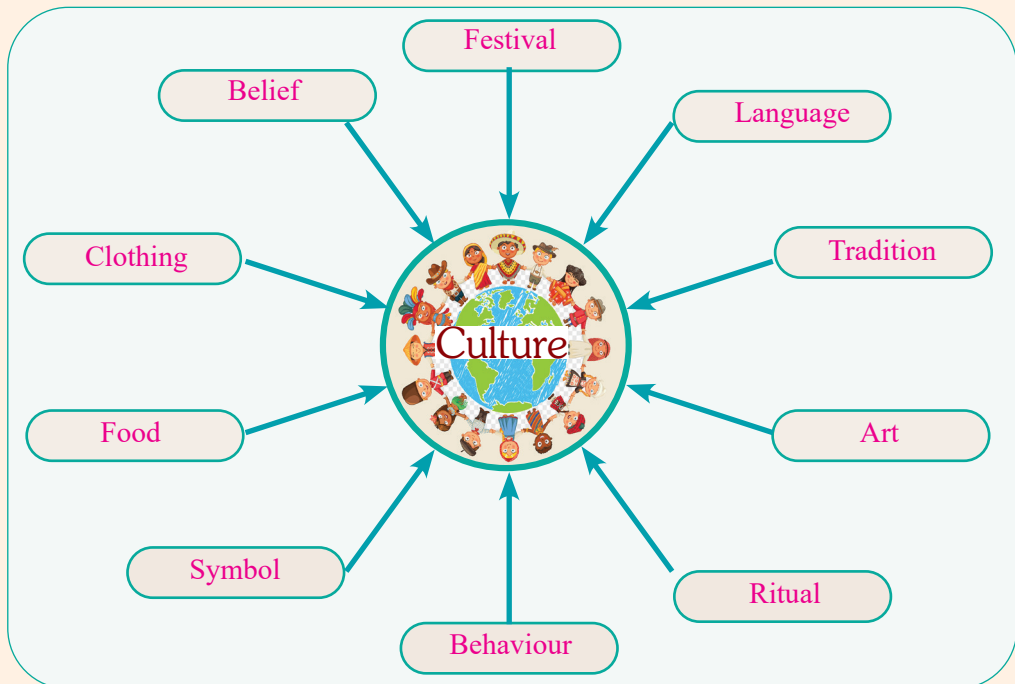 Festival
Belief
Language
Clothing
Tradition
Culture
Food
Art
Symbol
Ritual
Behaviour